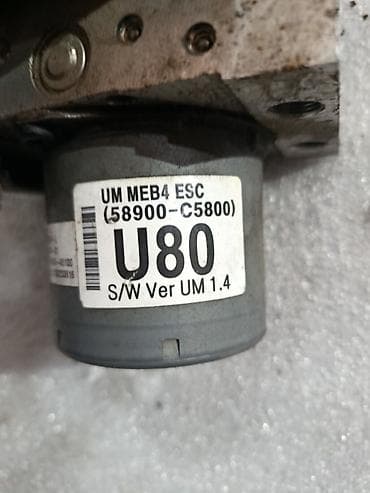 UM MEB4 ESC
(58900-C5800)
U80
S/W Ver UM 1.4